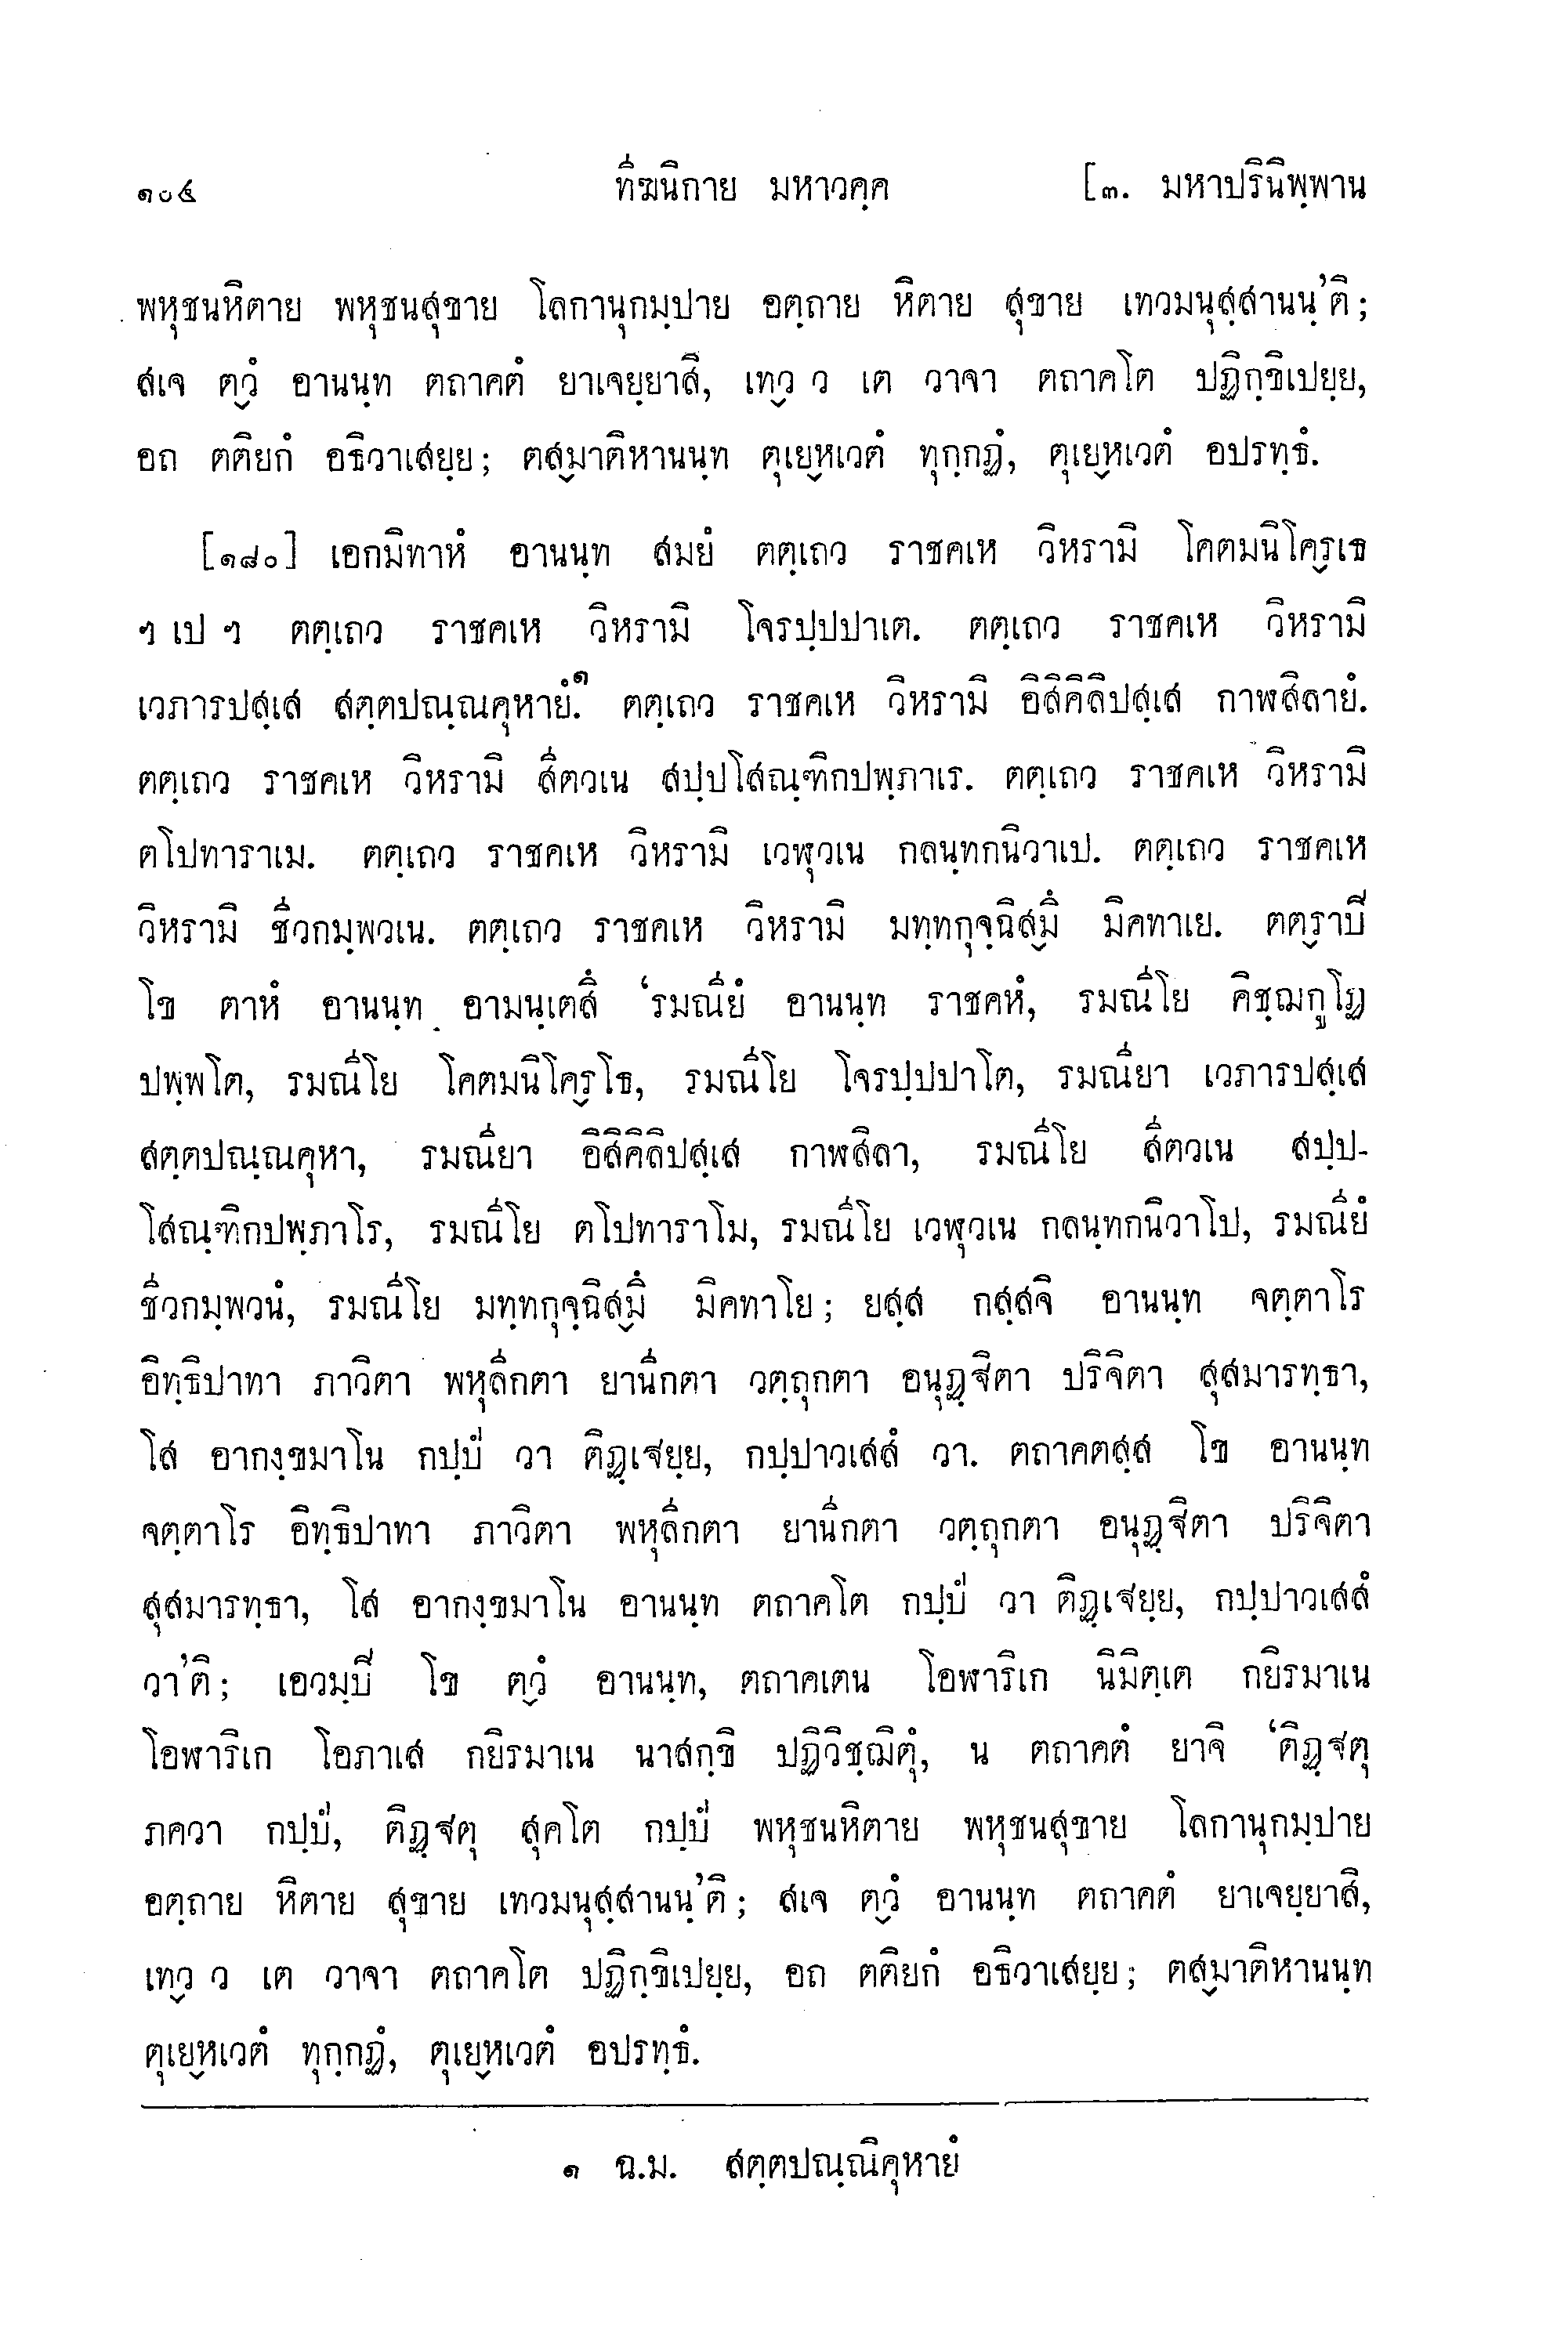 ๑๐๔ ทีฆนิกาย มหาวคฺค [๓. มหาปรินิพฺพาน
พหุชนหิตาย พหุชนสุขาย โลกานุกมฺปาย อตฺถาย หิตาย สุขาย เทวมนุสฺสานนฺ'ติ;
สเจ ตฺวํ อานนฺท ตถาคตํ ยาเจยฺยาสิ, เทฺว ว เต วาจา ตถาคโต ปฏิกฺขิเปยฺย,
อถ ตติยกํ อธิวาเสยฺย; ตสฺมาติหานนฺท ตุเยฺหเวตํ ทุกฺกฏํ, ตุเยฺหเวตํ อปรทฺธํ.
[๑๘๐] เอกมิทาหํ อานนฺท สมยํ ตตฺเถว ราชคเห วิหรามิ โคตมนิโคฺรเธ
ฯ เป ฯ ตตฺเถว ราชคเห วิหรามิ โจรปฺปปาเต. ตตฺเถว ราชคเห วิหรามิ
เวภารปสฺเส สตฺตปณฺณคุหายํ.๑ ตตฺเถว ราชคเห วิหรามิ อิสิคิลิปสฺเส กาฬสิลายํ.
ตตฺเถว ราชคเห วิหรามิ สีตวเน สปฺปโสณฺฑิกปพฺภาเร. ตตฺเถว ราชคเห วิหรามิ
ตโปทาราเม. ตตฺเถว ราชคเห วิหรามิ เวฬุวเน กลนฺทกนิวาเป. ตตฺเถว ราชคเห
วิหรามิ ชีวกมฺพวเน. ตตฺเถว ราชคเห วิหรามิ มทฺทกุจฺฉิสฺมึ มิคทาเย. ตตฺราปิ
โข ตาหํ อานนฺท อามนฺเตสึ ‘รมณียํ อานนฺท ราชคหํ, รมณีโย คิชฺฌกูโฏ
ปพฺพโต, รมณีโย โคตมนิโคฺรโธ, รมณีโย โจรปฺปปาโต, รมณียา เวภารปสฺเส
สตฺตปณฺณคุหา, รมณียา อิสิคิลิปสฺเส กาฬสิลา, รมณีโย สีตวเน สปฺป-
โสณฺฑิกปพฺภาโร, รมณีโย ตโปทาราโม, รมณีโย เวฬุวเน กลนฺทกนิวาโป, รมณียํ
ชีวกมฺพวนํ, รมณีโย มทฺทกุจฺฉิสฺมึ มิคทาโย; ยสฺส กสฺสจิ อานนฺท จตฺตาโร
อิทฺธิปาทา ภาวิตา พหุลีกตา ยานีกตา วตฺถุกตา อนุฏฺฐิตา ปริจิตา สุสมารทฺธา,
โส อากงฺขมาโน กปฺปํ วา ติฏฺเฐยฺย, กปฺปาวเสสํ วา. ตถาคตสฺส โข อานนฺท
จตฺตาโร อิทฺธิปาทา ภาวิตา พหุลีกตา ยานีกตา วตฺถุกตา อนุฏฺฐิตา ปริจิตา
สุสมารทฺธา, โส อากงฺขมาโน อานนฺท ตถาคโต กปฺปํ วา ติฏฺเฐยฺย, กปฺปาวเสสํ
วา'ติ; เอวมฺปิ โข ตฺวํ อานนฺท, ตถาคเตน โอฬาริเก นิมิตฺเต กยิรมาเน
โอฬาริเก โอภาเส กยิรมาเน นาสกฺขิ ปฏิวิชฺฌิตุํ, น ตถาคตํ ยาจิ ‘ติฏฺฐตุ
ภควา กปฺปํ, ติฏฺฐตุ สุคโต กปฺปํ พหุชนหิตาย พหุชนสุขาย โลกานุกมฺปาย
อตฺถาย หิตาย สุขาย เทวมนุสฺสานนฺ'ติ; สเจ ตฺวํ อานนฺท ตถาคตํ ยาเจยฺยาสิ,
เทฺว ว เต วาจา ตถาคโต ปฏิกฺขิเปยฺย, อถ ตติยกํ อธิวาเสยฺย; ตสฺมาติหานนฺท
ตุเยฺหเวตํ ทุกฺกฏํ, ตุเยฺหเวตํ อปรทฺธํ.
๑ ฉ.ม. สตฺตปณฺณิคุหายํ